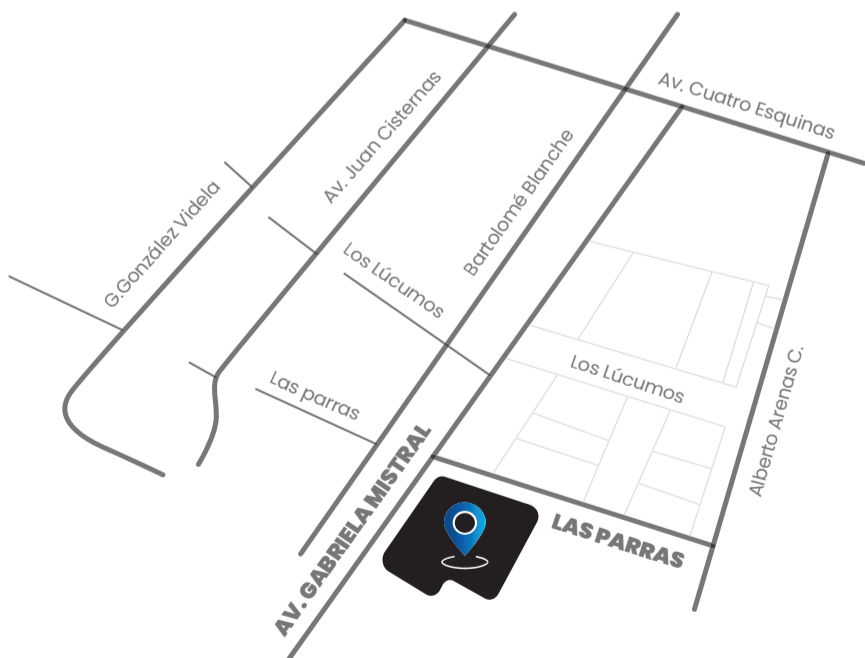 Av. Cuatro Esquinas
Av. Juan Cisternas
Bartolomé Blanche
G.González Videla
Los Lúcumos
Los Lúcumos
Las parras
Alberto Arenas C.
AV. GABRIELA MISTRAL
LAS PARRAS